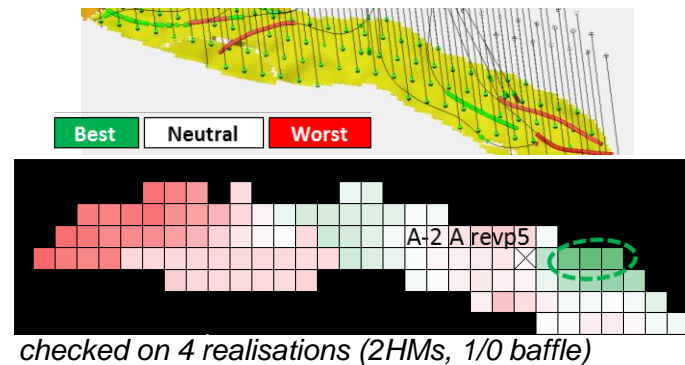 Best Neutral Worst
A-2 A revp5
checked on 4 realisations (2HMs, 1/0 baffle)